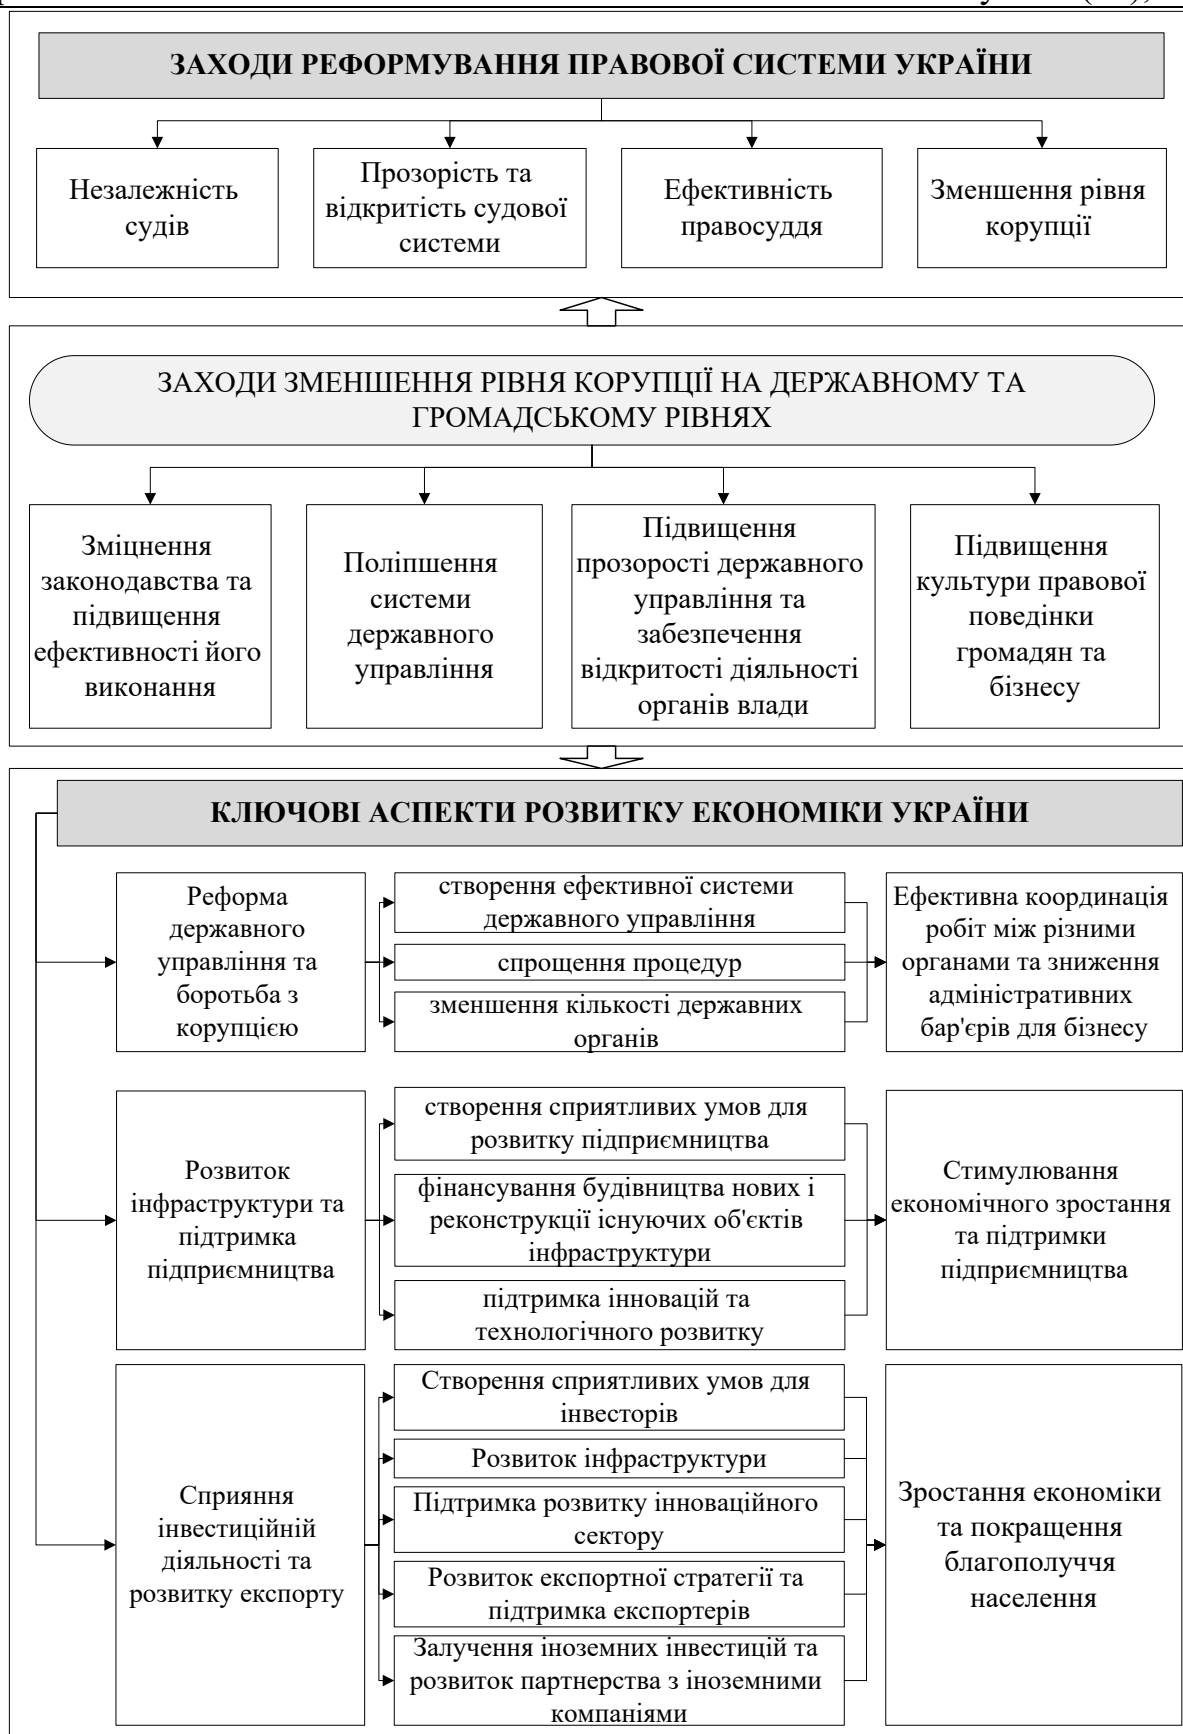 ЗАХОДИ РЕФОРМУВАННЯ ПРАВОВОЇ СИСТЕМИ УКРАЇНИ
Незалежність
судів
Прозорість та
відкритість судової
системи
Ефективність
правосуддя
Зменшення рівня
корупції
ЗАХОДИ ЗМЕНШЕННЯ РІВНЯ КОРУПЦІЇ НА ДЕРЖАВНОМУ ТА
ГРОМАДСЬКОМУ РІВНЯХ
Зміцнення
законодавства та
підвищення
ефективності його
виконання
Поліпшення
системи
державного
управління
Підвищення
прозорості державного
управління та
забезпечення
відкритості діяльності
органів влади
Підвищення
культури правової
поведінки
громадян та
бізнесу
КЛЮЧОВІ АСПЕКТИ РОЗВИТКУ ЕКОНОМІКИ УКРАЇНИ
Реформа
державного
управління та
боротьба з
корупцією
створення ефективної системи
державного управління
спрощення процедур
зменшення кількості державних
органів
Ефективна координація
робіт між різними
органами та зниження
адміністративних
бар'єрів для бізнесу
Розвиток
інфраструктури та
підтримка
підприємництва
створення сприятливих умов для
розвитку підприємництва
фінансування будівництва нових і
реконструкції існуючих об'єктів
інфраструктури
підтримка інновацій та
технологічного розвитку
Стимулювання
економічного зростання
та підтримки
підприємництва
Сприяння
інвестиційній
діяльності та
розвитку експорту
Створення сприятливих умов для
інвесторів
Розвиток інфраструктури
Підтримка розвитку інноваційного
сектору
Розвиток експортної стратегії та
підтримка експортерів
Залучення іноземних інвестицій та
розвиток партнерства з іноземними
компаніями
Зростання економіки
та покращення
благополуччя
населення